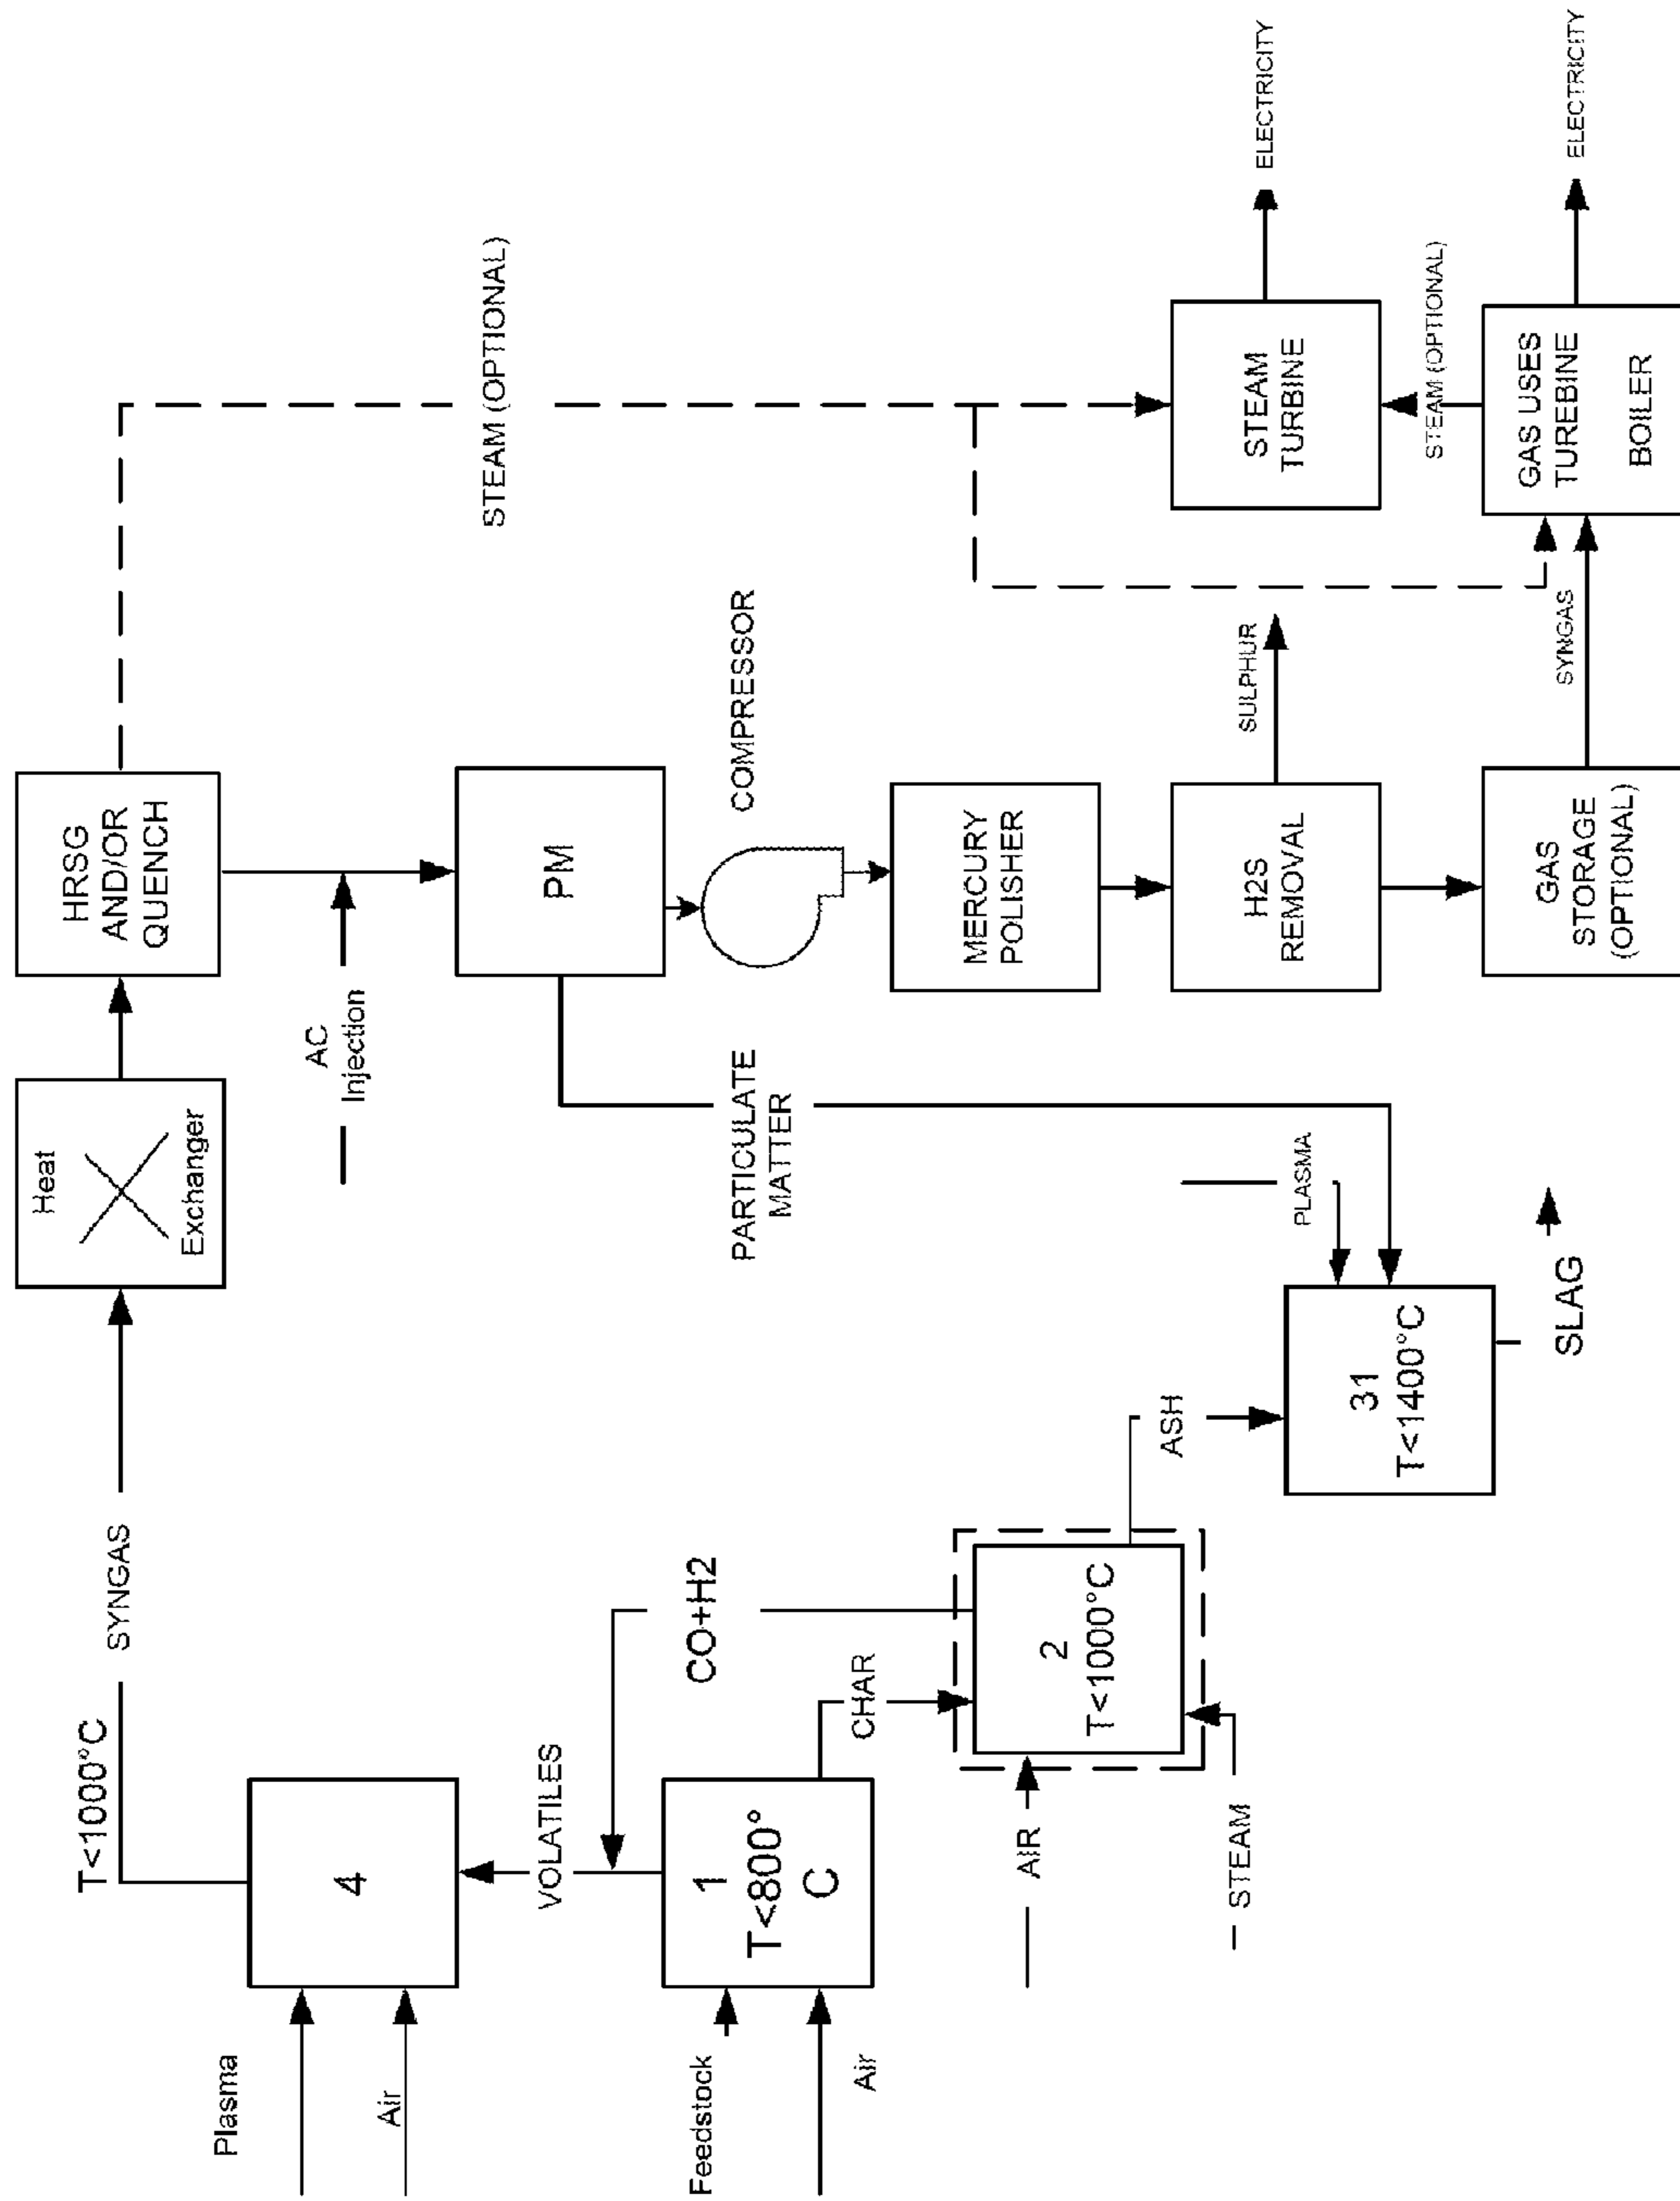 T<1000°C
SYNGAS
Heat
Exchanger
HRSG
AND/OR
QUENCH
Plasma
Air
4
AC
Injection
STEAM (OPTIONAL)
VOLATILES
PM
Feedstock
Air
1
T<800°
C
CO+H2
CHAR
PARTICULATE
MATTER
COMPRESSOR
AIR
2
T<1000°C
MERCURY
POLISHER
STEAM
ASH
PLASMA
H2S
REMOVAL
SULPHUR
STEAM
TURBINE
ELECTRICITY
31
T<1400°C
STEAM (OPTIONAL)
SLAG
GAS
STORAGE
(OPTIONAL)
SYNGAS
GAS USES
TUREBINE
BOILER
ELECTRICITY